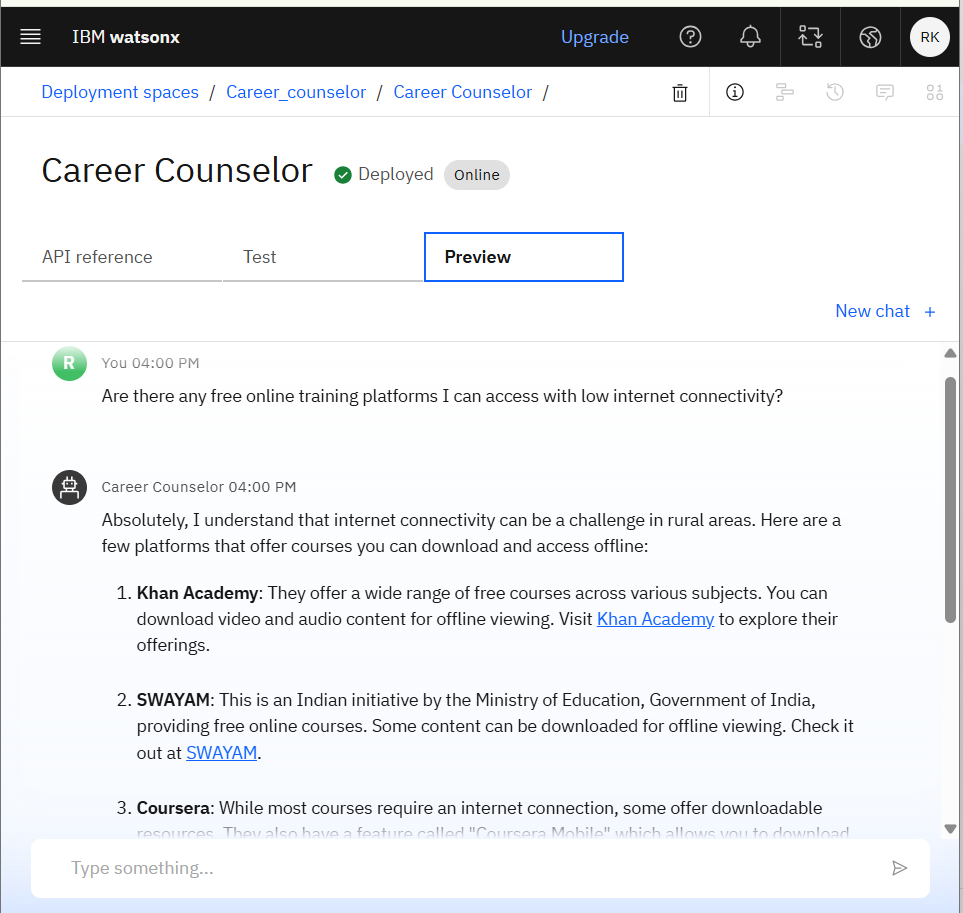 IBM watsonx
Upgrade
RK
Deployment spaces / Career_counselor / Career Counselor /
Career Counselor
Deployed
Online
API reference
Test
Preview
New chat +
R
You 04:00 PM
Are there any free online training platforms I can access with low internet connectivity?
Career Counselor 04:00 PM
Absolutely, I understand that internet connectivity can be a challenge in rural areas. Here are a
few platforms that offer courses you can download and access offline:
1. Khan Academy: They offer a wide range of free courses across various subjects. You can
download video and audio content for offline viewing. Visit Khan Academy to explore their
offerings.
2. SWAYAM: This is an Indian initiative by the Ministry of Education, Government of India,
providing free online courses. Some content can be downloaded for offline viewing. Check it
out at SWAYAM.
3. Coursera: While most courses require an internet connection, some offer downloadable
resources. They also have a feature called "Coursera Mobile" which allows you to download
Type something...